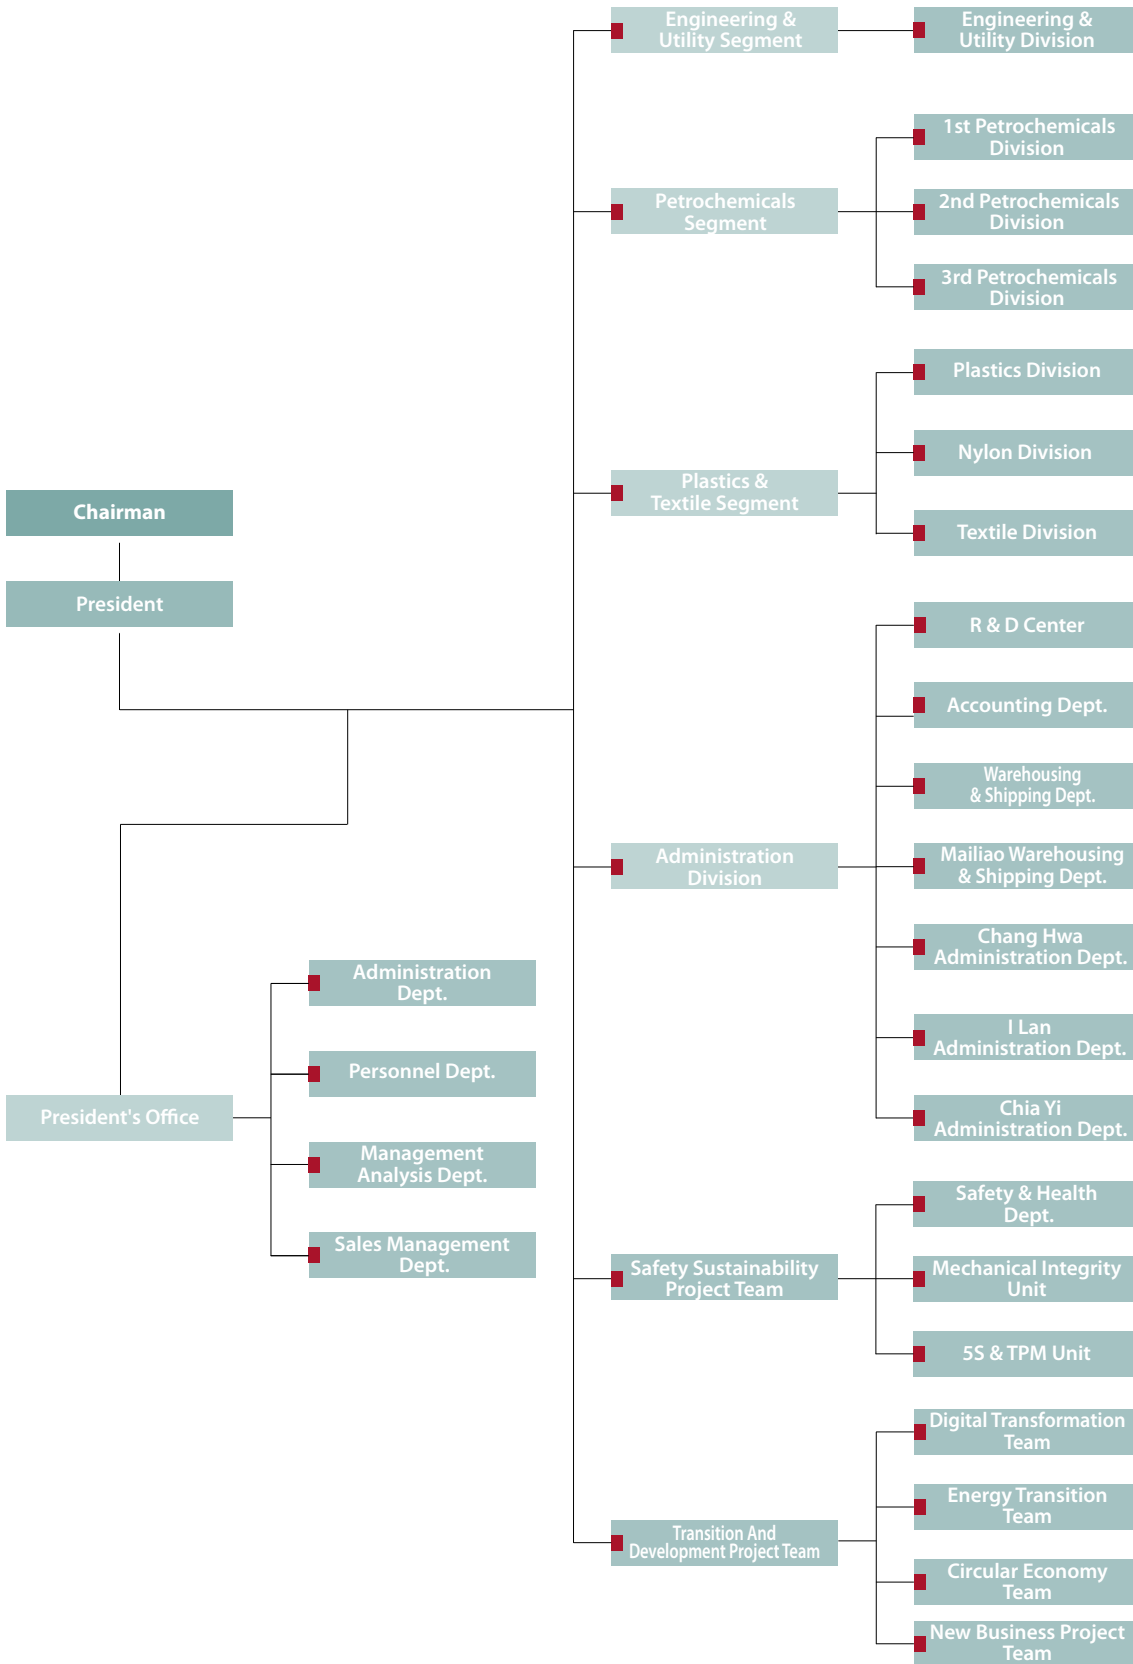 Chairman
President
President's Office
Administration
Dept.
Personnel Dept.
Management
Analysis Dept.
Sales Management
Dept.
Engineering &
Utility Segment
Engineering &
Utility Division
Petrochemicals
Segment
1st Petrochemicals
Division
2nd Petrochemicals
Division
3rd Petrochemicals
Division
Plastics &
Textile Segment
Plastics Division
Nylon Division
Textile Division
Administration
Division
R & D Center
Accounting Dept.
Warehousing
& Shipping Dept.
Mailiao Warehousing
& Shipping Dept.
Chang Hwa
Administration Dept.
I Lan
Administration Dept.
Chia Yi
Administration Dept.
Safety Sustainability
Project Team
Safety & Health
Dept.
Mechanical Integrity
Unit
5S & TPM Unit
Transition And
Development Project Team
Digital Transformation
Team
Energy Transition
Team
Circular Economy
Team
New Business Project
Team